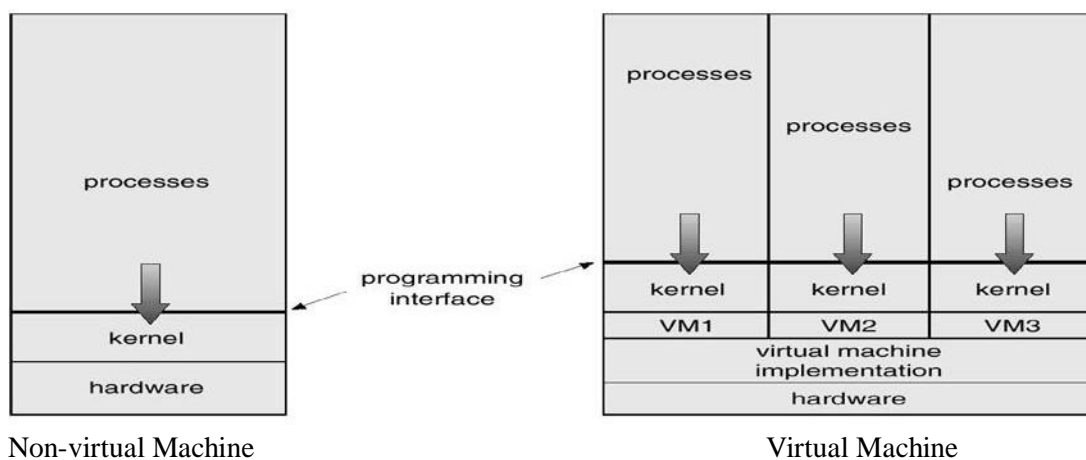 processes
kernel
hardware
programming
interface
processes
processes
processes
kernel
kernel
kernel
VM1
VM2
VM3
virtual machine
implementation
hardware
Non-virtual Machine
Virtual Machine